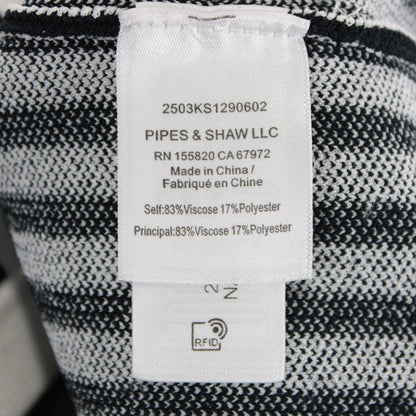 2503KS1290602
PIPES & SHAW LLC
RN 155820 CA 67972
Made in China /
Fabriqué en Chine
Self:83%Viscose 17%Polyester
Principal:83%Viscose 17%Polyester
RFID